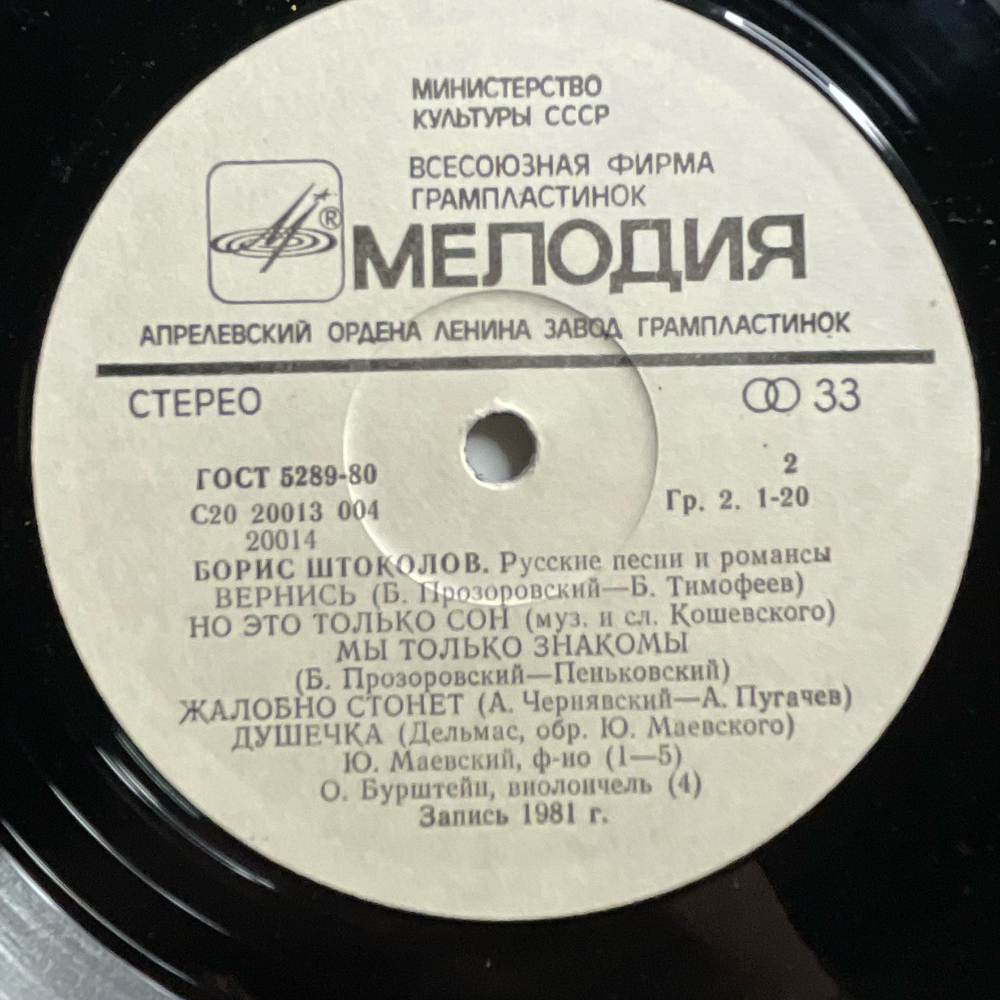 МИНИСТЕРСТВО
КУЛЬТУРЫ СССР
ВСЕСОЮЗНАЯ ФИРМА
ГРАМПЛАСТИНОК
®
МЕЛОДИЯ
АПРЕЛЕВСКИЙ ОРДЕНА ЛЕНИНА ЗАВОД ГРАМПЛАСТИНОК
СТЕРЕО 33
ГОСТ 5289-80 2
С20 20013 004 Гр. 2. 1-20
20014
БОРИС ШТОКОЛОВ. Русские песни и романсы
ВЕРНИСЬ (Б. Прозоровский—Б. Тимофеев)
НО ЭТО ТОЛЬКО СОН (муз. и сл. Кошевского)
МЫ ТОЛЬКО ЗНАКОМЫ
(Б. Прозоровский—Пеньковский)
ЖАЛОБНО СТОНЕТ (А. Чернявский—А. Пугачев)
ДУШЕЧКА (Дельмас, обр. Ю. Маевского)
Ю. Маевский, ф-но (1—5)
О. Бурштейн, виолончель (4)
Запись 1981 г.